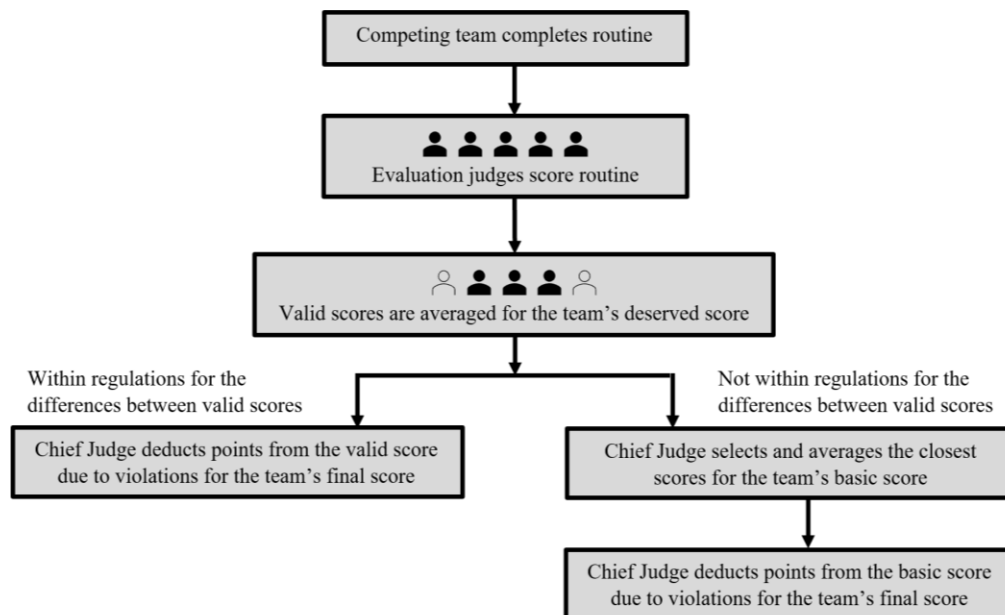 Competing team completes routine
Evaluation judges score routine
Valid scores are averaged for the team's deserved score
Within regulations for the
differences between valid scores
Not within regulations for the
differences between valid scores
Chief Judge deducts points from the valid score
due to violations for the team's final score
Chief Judge selects and averages the closest
scores for the team's basic score
Chief Judge deducts points from the basic score
due to violations for the team's final score